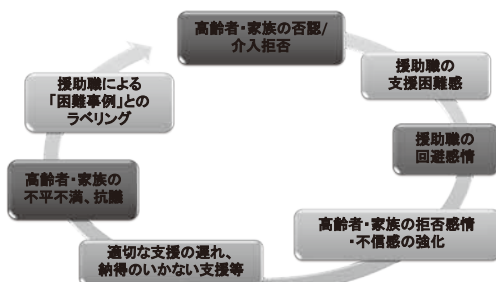 高齢者・家族の否認/
介入拒否
援助職の
支援困難感
援助職の
回避感情
高齢者・家族の拒否感情
・不信感の強化
適切な支援の遅れ、
納得のいかない支援等
高齢者・家族の
不平不満、抗議
援助職による
「困難事例」との
ラベリング